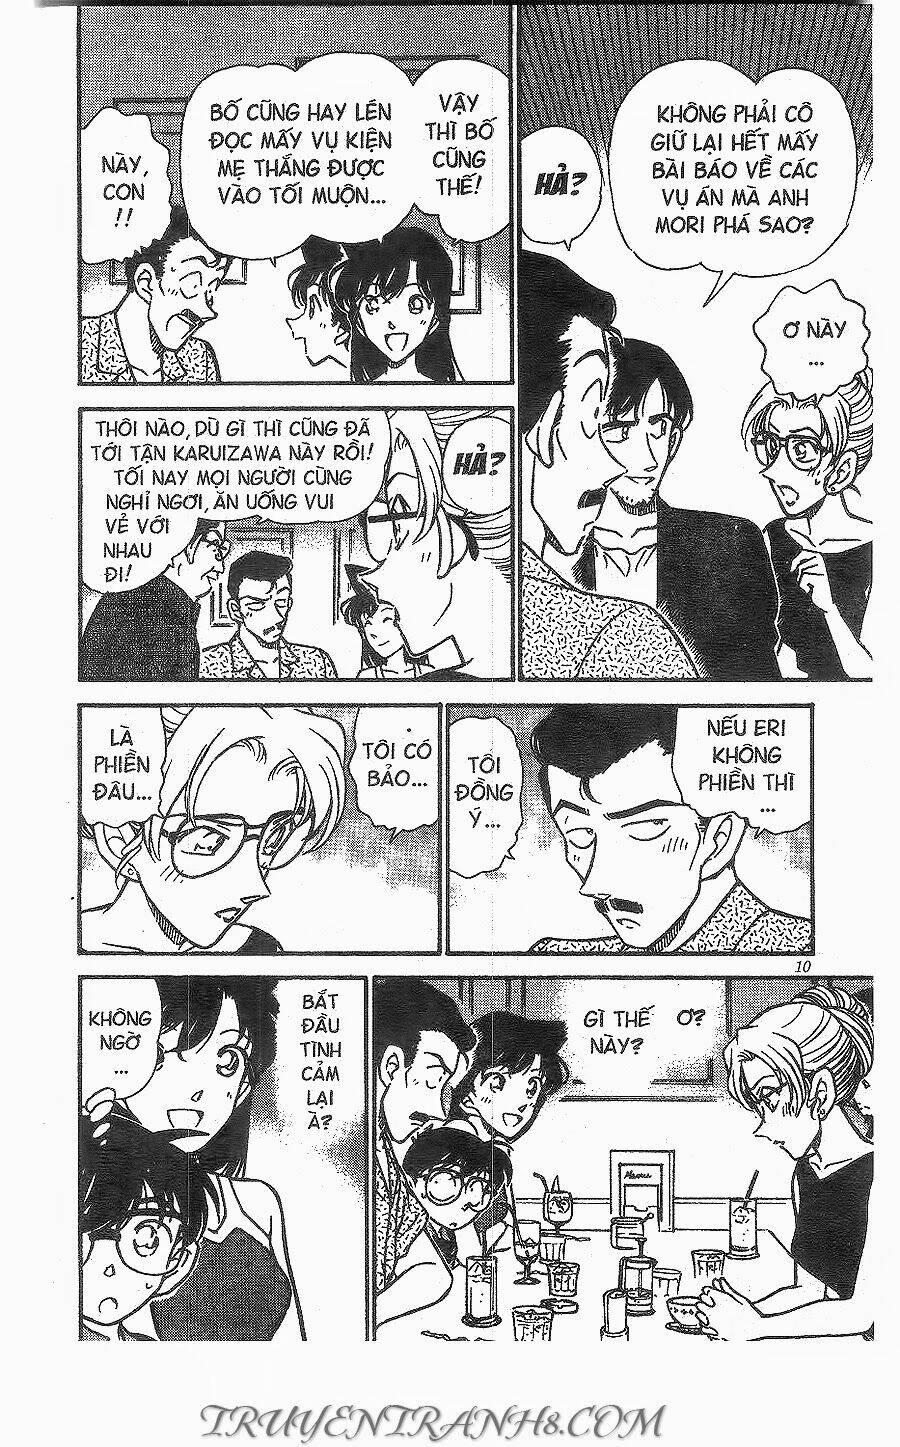 KHÔNG PHẢI CÔ
GIỮ LẠI HẾT MẤY
BÀI BÁO VỀ CÁC
VỤ ÁN MÀ ANH
MORI PHÁ SAO?
HẢ?
Ơ NÀY
...
VẬY
THÌ BỐ
CŨNG
THẾ!
BỐ CŨNG HAY LÉN
ĐỌC MẤY VỤ KIỆN
MẸ THẮNG ĐƯỢC
VÀO TỐI MUỘN...
NÀY,
CON
!!
HẢ?
THÔI NÀO, DÙ GÌ THÌ CŨNG ĐÃ
TỚI TẬN KARUIZAWA NÀY RỒI!
TỐI NAY MỌI NGƯỜI CÙNG
NGHỈ NGƠI, ĂN UỐNG VUI
VẺ VỚI
NHAU
ĐI!
NẾU ERI
KHÔNG
PHIỀN THÌ
...
TÔI
ĐỒNG
Ý...
TÔI CÓ
BẢO...
LÀ
PHIỀN
ĐÂU...
10
Ơ?
GÌ THẾ
NÀY?
Menu
BẮT
ĐẦU
TÌNH
CẢM
LẠI
À?
KHÔNG
NGỜ
...
TRUYENTRANH8.COM